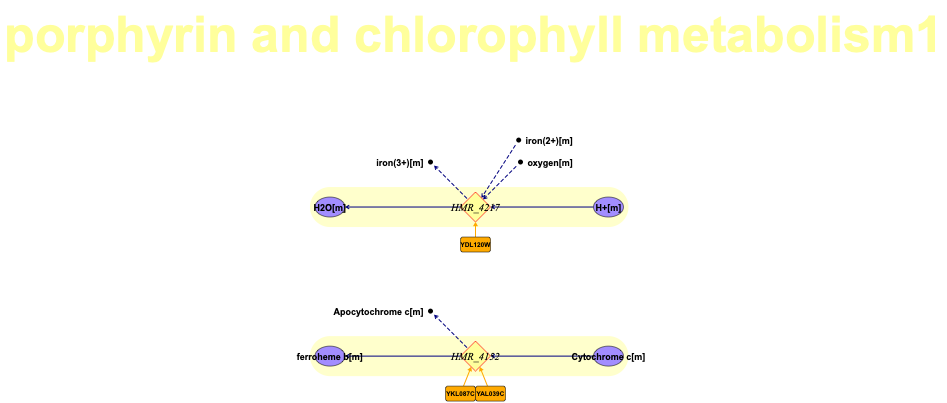 porphyrin and chlorophyll metabolism1
iron(2+)[m]
iron(3+)[m]
oxygen[m]
H2O[m]
HMR_4217
H+[m]
YDL120W
Apocytochrome c[m]
ferroheme b[m]
HMR_4132
Cytochrome c[m]
YKL087C
YAL039C